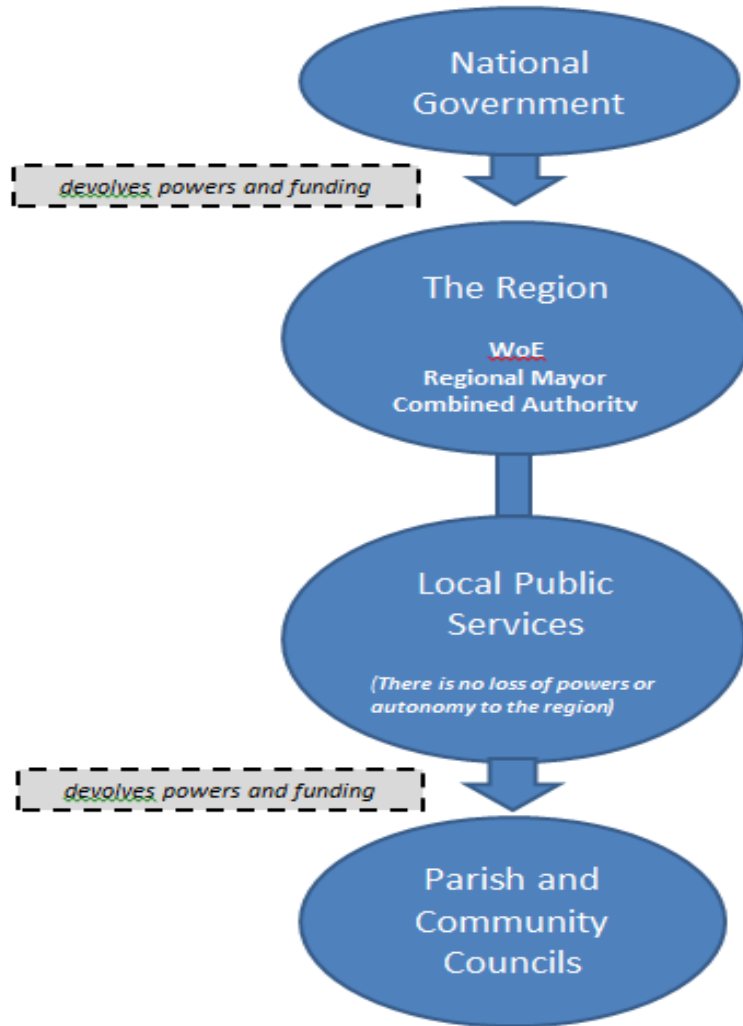 National
Government
devolves powers and funding
The Region
WoE
Regional Mayor
Combined Authority
Local Public
Services
(There is no loss of powers or
autonomy to the region)
devolves powers and funding
Parish and
Community
Councils